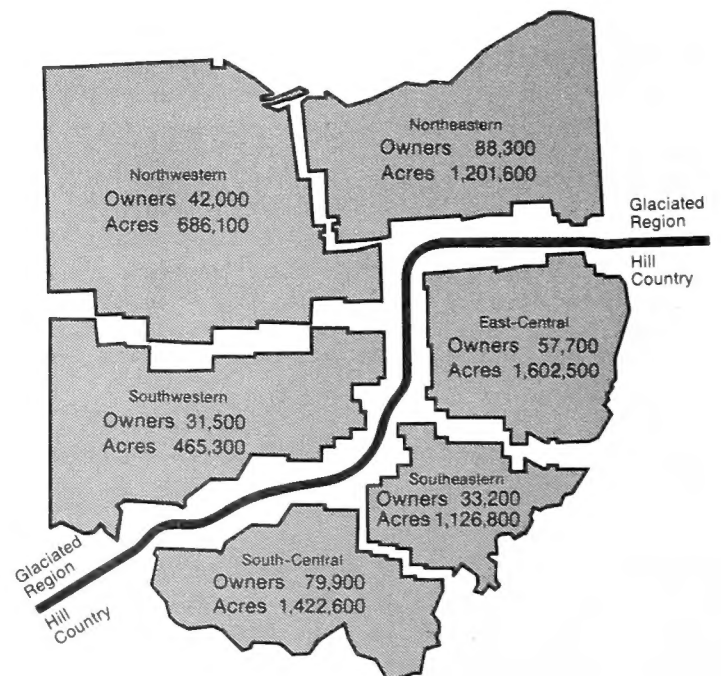 Northeastern
Owners 88,300
Acres 1,201,600
Northwestern
Owners 42,000
Acres 686,100
Glaciated
Region
Hill
Country
East-Central
Owners 57,700
Acres 1,602,500
Southwestern
Owners 31,500
Acres 465,300
Southeastern
Owners 33,200
Acres 1,126,800
South-Central
Owners 79,900
Acres 1,422,600
Glaciated
Region
Hill
Country